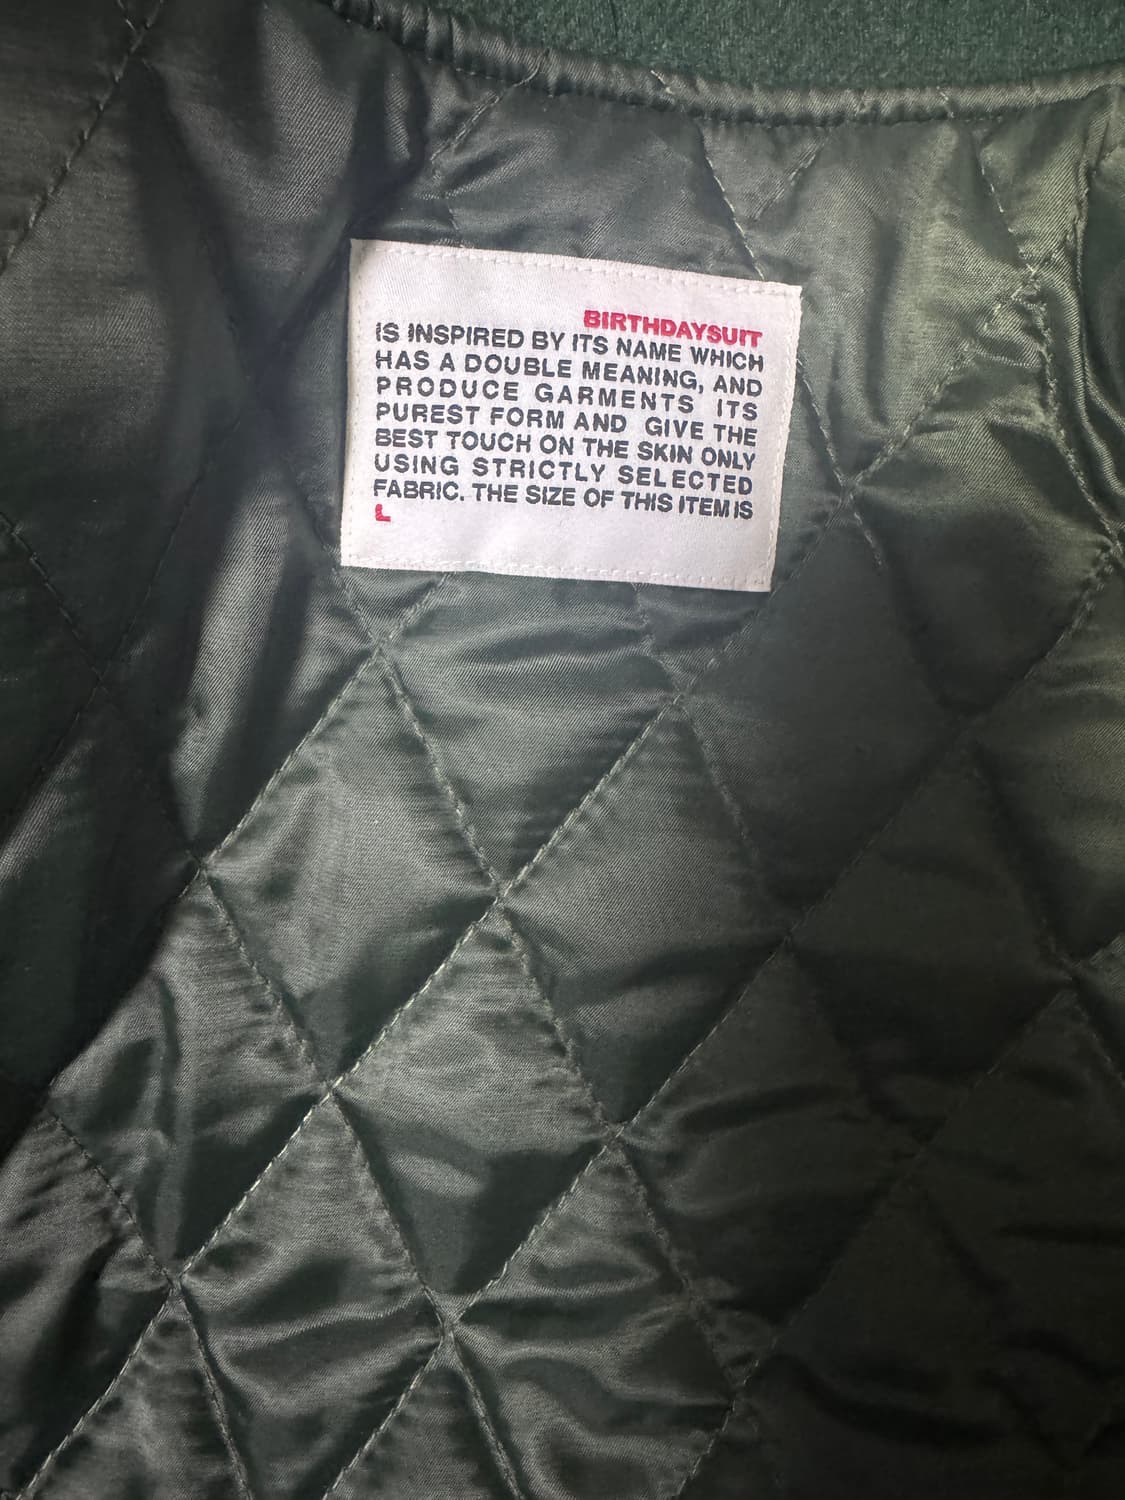 BIRTHDAYSUIT
IS INSPIRED BY ITS NAME WHICH
HAS A DOUBLE MEANING, AND
PRODUCE GARMENTS ITS
PUREST FORM AND GIVE THE
BEST TOUCH ON THE SKIN ONLY
USING STRICTLY SELECTED
FABRIC. THE SIZE OF THIS ITEM IS
L